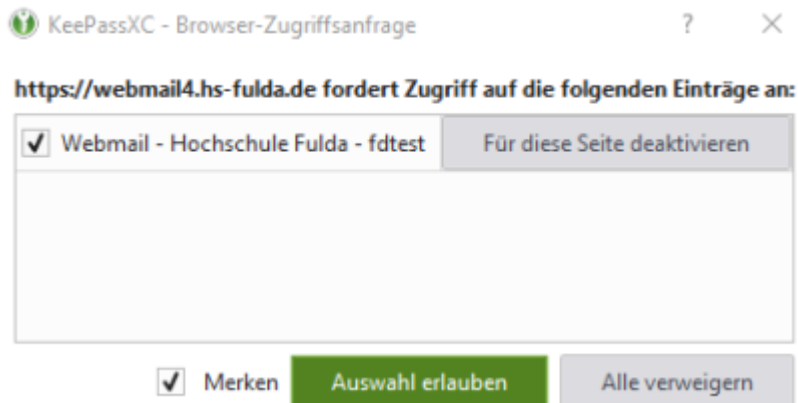 KeePassXC - Browser-Zugriffsanfrage ?
https://webmail4.hs-fulda.de fordert Zugriff auf die folgenden Einträge an:
Webmail - Hochschule Fulda - fdtest Für diese Seite deaktivieren
Merken Auswahl erlauben Alle verweigern